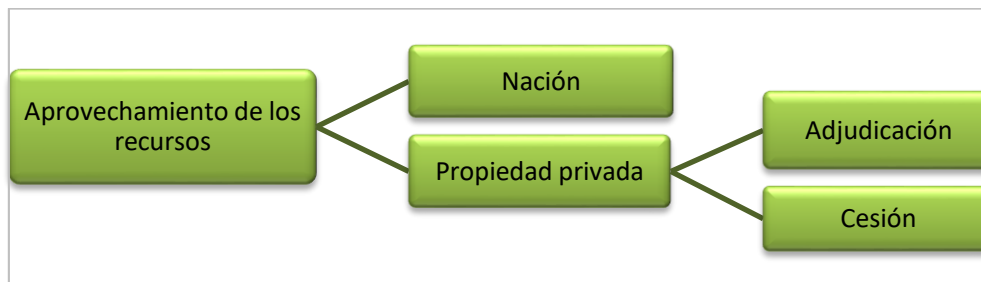 Aprovechamiento de los
recursos
Nación
Propiedad privada
Adjudicación
Cesión